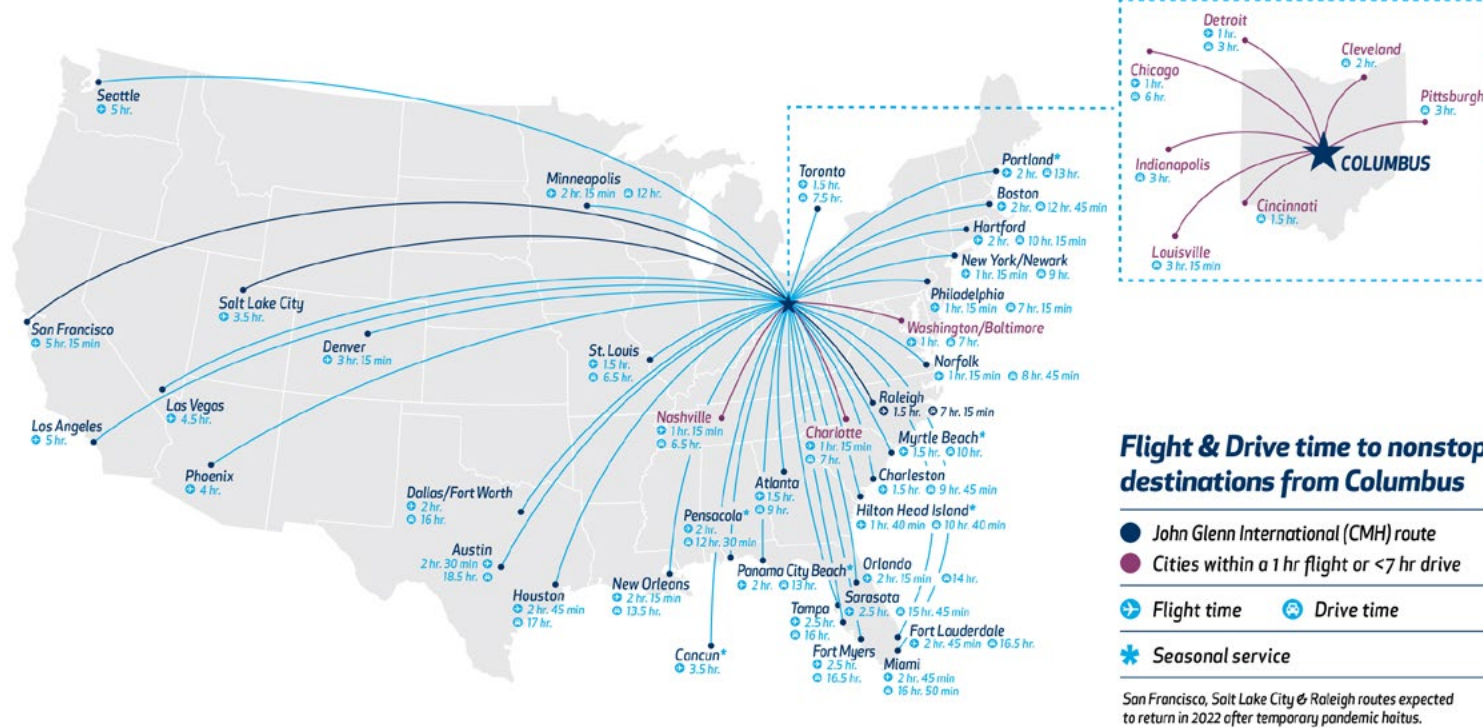 Seattle
5 hr.
Minneapolis
2 hr. 15 min 12 hr.
Toronto
1.5 hr.
7.5 hr.
Portland*
2 hr. 13 hr.
Boston
2 hr. 12 hr. 45 min
Hartford
2 hr. 10 hr. 15 min
New York/Newark
1 hr. 15 min 9 hr.
Philadelphia
1 hr. 15 min 7 hr. 15 min
Washington/Baltimore
1 hr. 7 hr.
Norfolk
1 hr. 15 min 8 hr. 45 min
Raleigh
1.5 hr. 7 hr. 15 min
Myrtle Beach*
1.5 hr. 10 hr.
Charleston
1.5 hr. 9 hr. 45 min
Hilton Head Island*
1 hr. 40 min 10 hr. 40 min
Salt Lake City
3.5 hr.
San Francisco
5 hr. 15 min
Denver
3 hr. 15 min
St. Louis
1.5 hr.
6.5 hr.
Las Vegas
4.5 hr.
Los Angeles
5 hr.
Phoenix
4 hr.
Nashville
1 hr. 15 min
6.5 hr.
Charlotte
1 hr. 15 min
7 hr.
Atlanta
1.5 hr.
9 hr.
Dallas/Fort Worth
2 hr.
16 hr.
Austin
2 hr. 30 min
18.5 hr.
Houston
2 hr. 45 min
17 hr.
New Orleans
2 hr. 15 min
13.5 hr.
Pensacola*
2 hr.
12 hr. 30 min
Panama City Beach*
2 hr. 13 hr.
Orlando
2 hr. 15 min 14 hr.
Sarasota
2.5 hr. 15 hr. 45 min
Tampa
2.5 hr.
16 hr.
Fort Myers
2.5 hr.
16.5 hr.
Fort Lauderdale
2 hr. 45 min 16.5 hr.
Miami
2 hr. 45 min
16 hr. 50 min
Cancun*
3.5 hr.
Detroit
1 hr.
3 hr.
Cleveland
2 hr.
Chicago
1 hr.
6 hr.
Pittsburgh
3 hr.
Indianapolis
3 hr.
COLUMBUS
Cincinnati
1.5 hr.
Louisville
3 hr. 15 min
Flight & Drive time to nonstop
destinations from Columbus
John Glenn International (CMH) route
Cities within a 1 hr flight or <7 hr drive
Flight time Drive time
* Seasonal service
San Francisco, Salt Lake City & Raleigh routes expected
to return in 2022 after temporary pandemic haitus.